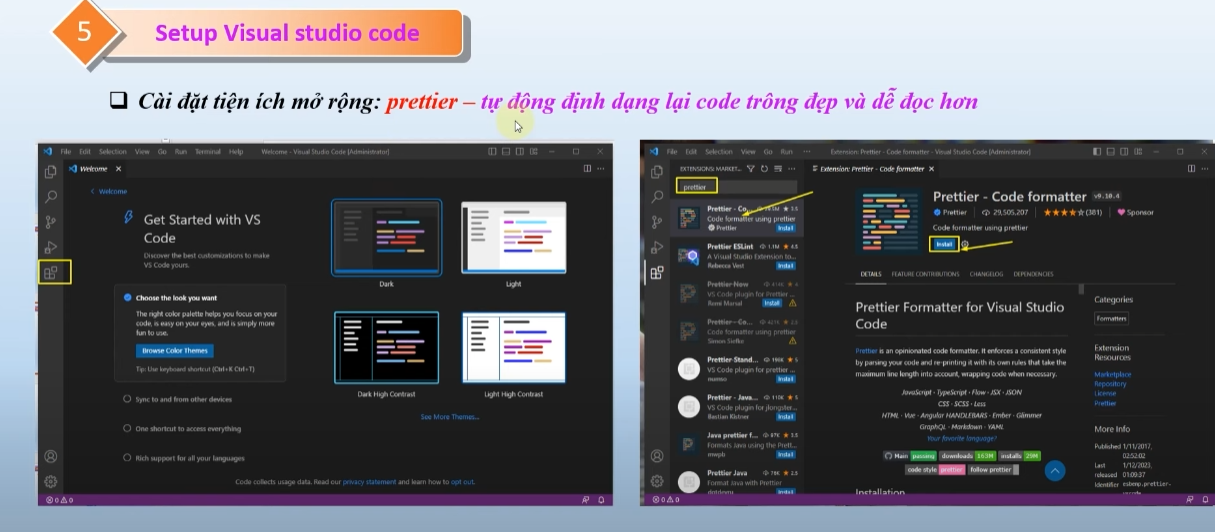 5
Setup Visual studio code
Cài đặt tiện ích mở rộng: prettier – tự động định dạng lại code trông đẹp và dễ đọc hơn
File Edit Selection View Go Run Terminal Help
Welcome - Visual Studio Code [Administrator]
Welcome
Welcome
Get Started with VS
Code
Discover the best customizations to make
VS Code yours.
Choose the look you want
The right color palette helps you focus on your
code, is easy on your eyes, and is simply more
fun to use.
Browse Color Themes
Tip: Use keyboard shortcut (Ctrl+K Ctrl+T)
Sync to and from other devices
One shortcut to access everything
Rich support for all your languages
Dark
Light
Dark High Contrast
Light High Contrast
See More Themes...
Code collects usage data. Read our privacy statement and learn how to opt out.
0 0
File Edit Selection View Go Run ...
Extension: Prettier - Code formatter - Visual Studio Code [Administrator]
EXTENSIONS: MARKET...
Extension: Prettier - Code formatter
prettier
Prettier - Co... 3.5
Code formatter using prettier
Prettier Install
Prettier ESLint 1.1M 4.5
A Visual Studio Extension to...
Rebecca Vest Install
Prettier Now
VS Code plugin for Prettier ...
Remi Marsal Install
Prettier - Co...
Code formatter using prettier
Simon Siefke
Prettier - Stand... 5
VS Code plugin for prettier ...
numso Install
Prettier - Java... 110K 5
VS Code plugin for jlongster...
Bastian Kistner Install
Java prettier f... 87K 3.5
Formats Java using the Prett...
mwpb Install
Prettier Java 78K 2.5
Format Java with Prettier
Install
Prettier - Code formatter v9.10.4
Prettier 29,505,207 (381) Sponsor
Code formatter using prettier
Install
DETAILS FEATURE CONTRIBUTIONS CHANGELOG DEPENDENCIES
Prettier Formatter for Visual Studio
Code
Prettier is an opinionated code formatter. It enforces a consistent style
by parsing your code and re-printing it with its own rules that take the
maximum line length into account, wrapping code when necessary.
JavaScript · TypeScript · Flow · JSX · JSON
CSS · SCSS · Less
HTML · Vue · Angular HANDLEBARS · Ember · Glimmer
GraphQL · Markdown · YAML
Your favorite language?
Main passing downloads 163M installs 29M
code style prettier follow prettier
Installation
Categories
Formatters
Extension
Resources
Marketplace
Repository
License
Prettier
More Info
Published 1/11/2017,
02:52:02
Last 1/12/2023,
released 03:09:37
Identifier esbenp.prettier-
0 0